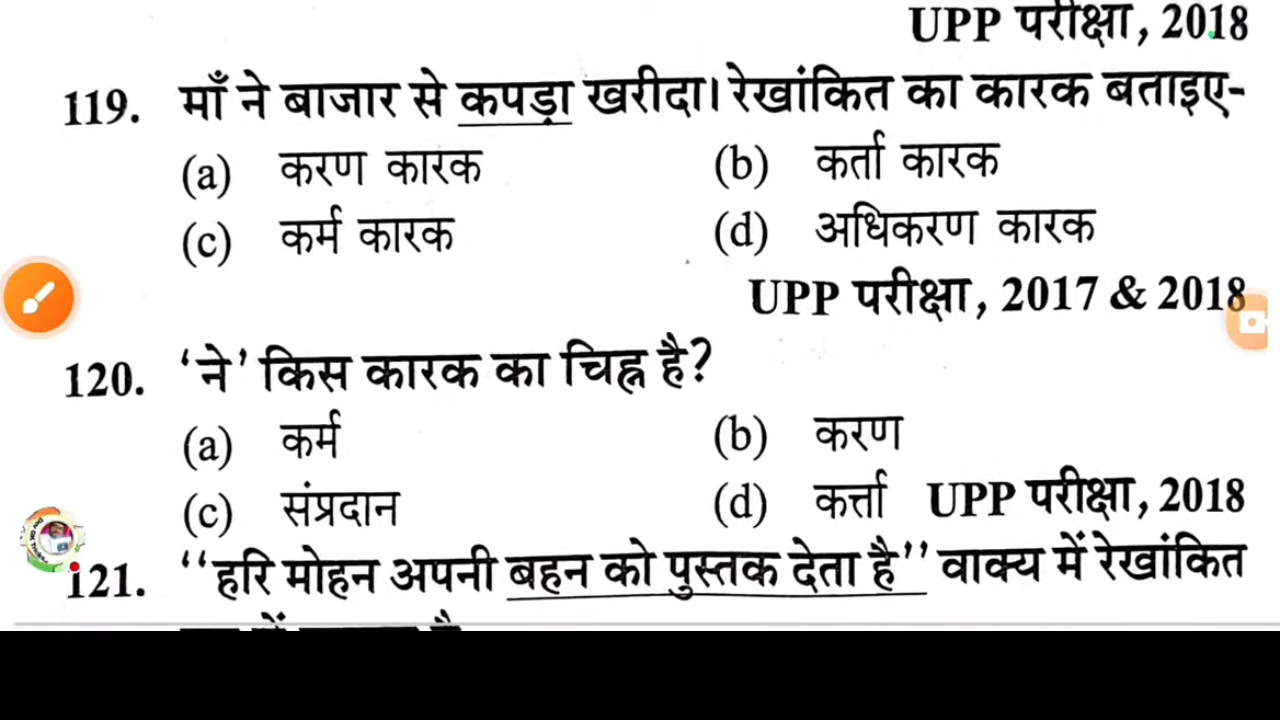 UPP परीक्षा, 2018
119. माँ ने बाजार से कपड़ा खरीदा। रेखांकित का कारक बताइए-
(a) करण कारक (b) कर्ता कारक
(c) कर्म कारक (d) अधिकरण कारक
UPP परीक्षा, 2017 & 2018
120. ‘ने’ किस कारक का चिह्न है?
(a) कर्म (b) करण
(c) संप्रदान (d) कर्त्ता UPP परीक्षा, 2018
121. “हरि मोहन अपनी बहन को पुस्तक देता है” वाक्य में रेखांकित